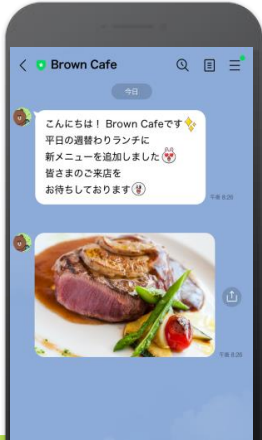 Brown Cafe
今日
こんにちは！ Brown Cafeです
平日の週替わりランチに
新メニューを追加しました
皆さまのご来店を
お待ちしております
午後 8:26
午後 8:26